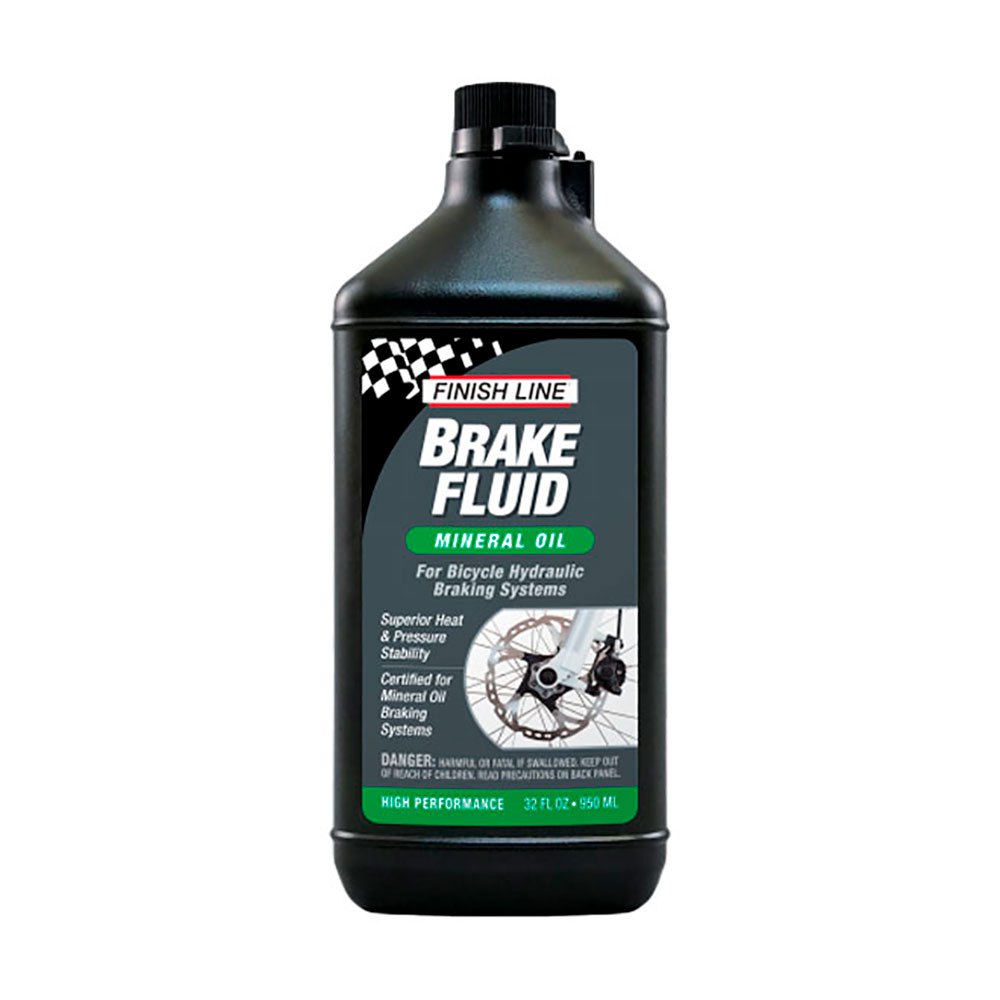 FINISH LINE
BRAKE
FLUID
MINERAL OIL
For Bicycle Hydraulic
Braking Systems
Superior Heat
& Pressure
Stability
Certified for
Mineral Oil
Braking
Systems
DANGER: HARMFUL OR FATAL IF SWALLOWED. KEEP OUT
OF REACH OF CHILDREN. READ PRECAUTIONS ON BACK PANEL.
HIGH PERFORMANCE 32 FL OZ • 950 ML